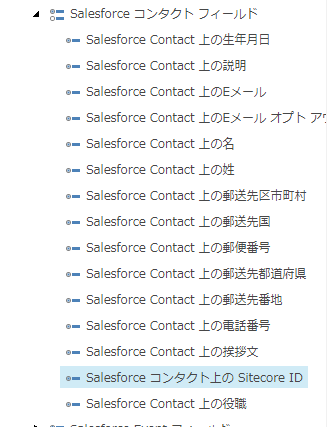 Salesforce コンタクト フィールド
Salesforce Contact 上の生年月日
Salesforce Contact 上の説明
Salesforce Contact 上のEメール
Salesforce Contact 上のEメール オプト ア
Salesforce Contact 上の名
Salesforce Contact 上の姓
Salesforce Contact 上の郵送先区市町村
Salesforce Contact 上の郵送先国
Salesforce Contact 上の郵便番号
Salesforce Contact 上の郵送先都道府県
Salesforce Contact 上の郵送先番地
Salesforce Contact 上の電話番号
Salesforce Contact 上の挨拶文
Salesforce コンタクト上の Sitecore ID
Salesforce Contact 上の役職